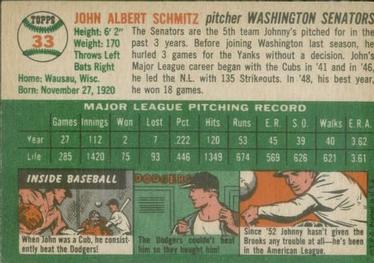 TOPPS
33
JOHN ALBERT SCHMITZ pitcher WASHINGTON SENATORS
Height: 6' 2"
Weight: 170
Throws Left
Bats Right
Home: Wausau, Wisc.
Born: November 27, 1920
The Senators are the 5th team Johnny's pitched for in the
past 3 years. Before joining Washington last season, he
hurled 3 games for the Yanks without a decision. John's
Major League career began with the Cubs in '41 and in '46,
he led the N.L. with 135 Strikeouts. In '48, his best year,
he won 18 games.
MAJOR LEAGUE PITCHING RECORD
Games Innings Won Lost Pct. Hits Runs E.R. S.O. Walks E.R.A.
Year 27 112 2 7 .222 120 53 45 39 40 3.62
Life 285 1420 75 93 .446 1349 674 569 626 621 3.61
INSIDE BASEBALL
When John was a Cub, he consist-
ently beat the Dodgers!
DODGERS
The Dodgers couldn't beat
him so they bought him!
Since '52 Johnny hasn't given
the Brooks any trouble at all—he's been
in the American League.